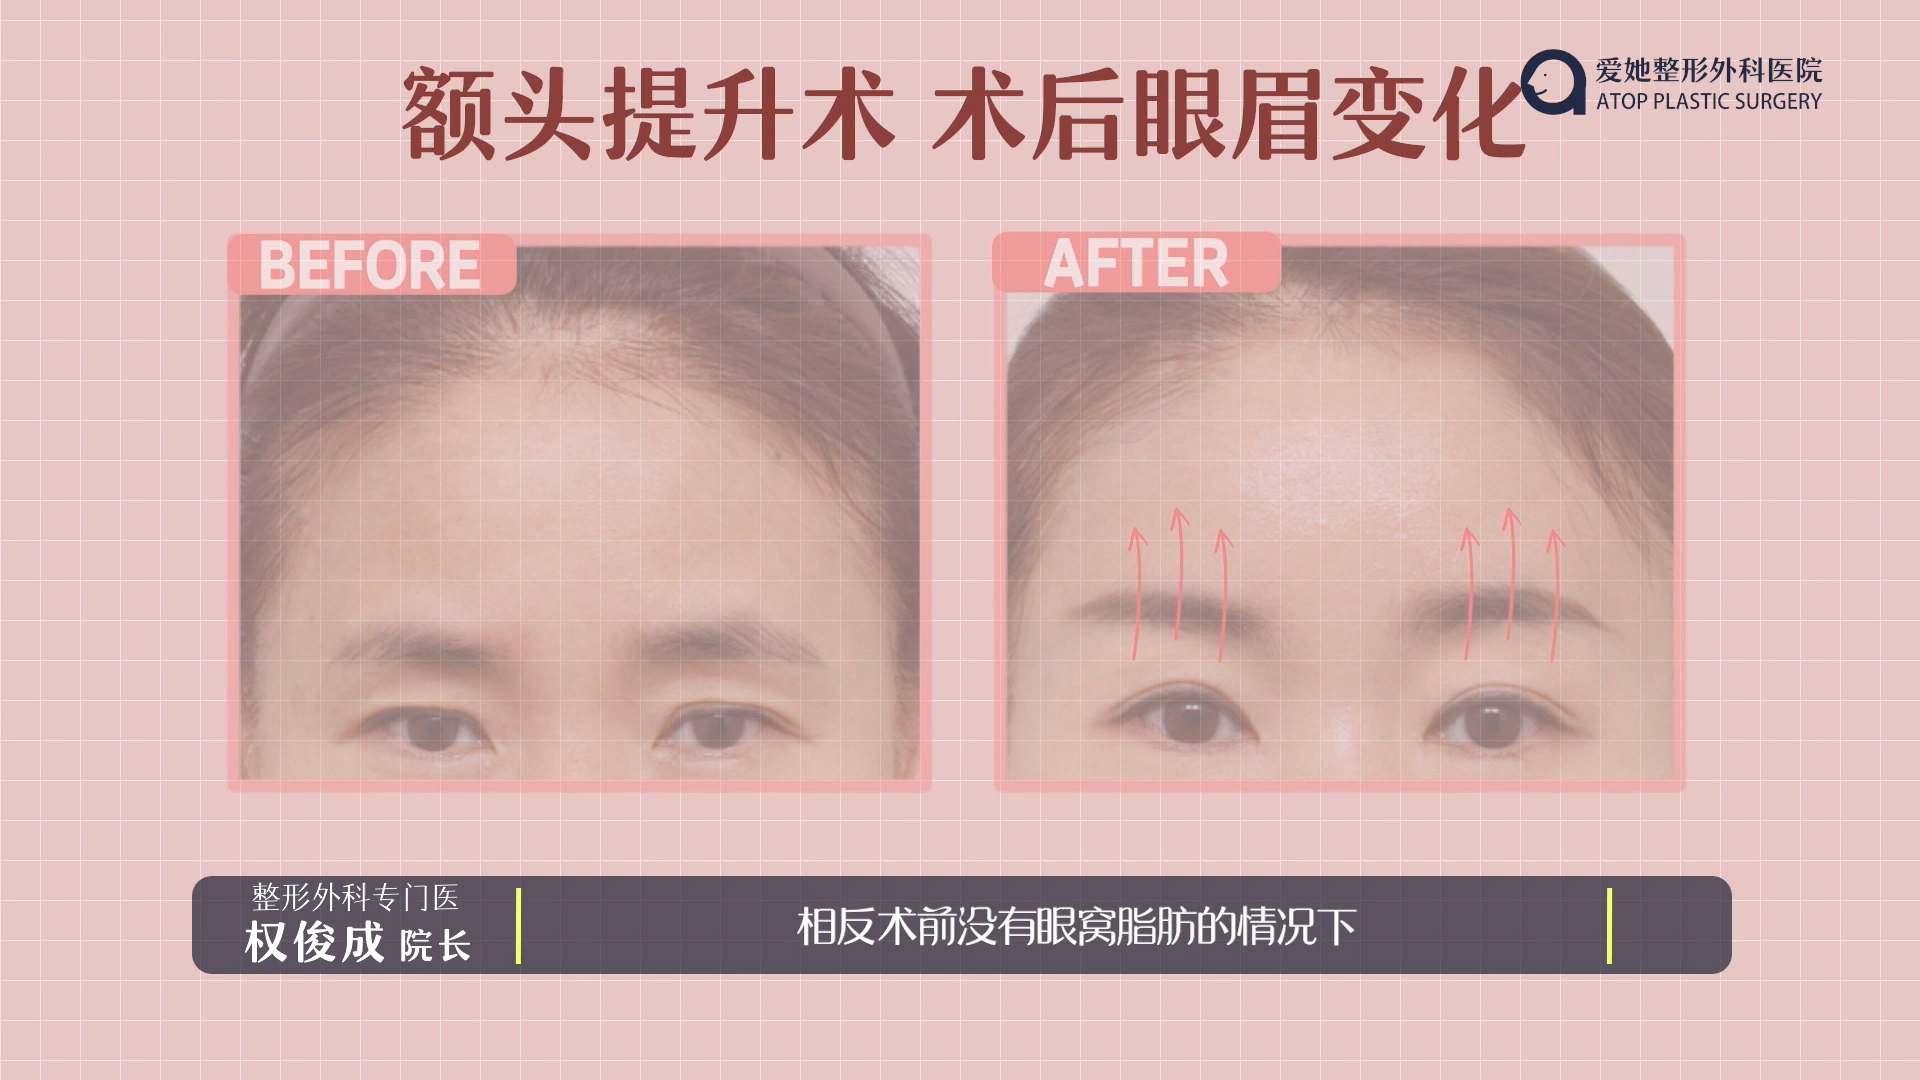 额头提升术 术后眼眉变化
爱她整形外科医院
ATOP PLASTIC SURGERY
BEFORE
AFTER
整形外科专门医
权俊成 院长
相反术前没有眼窝脂肪的情况下